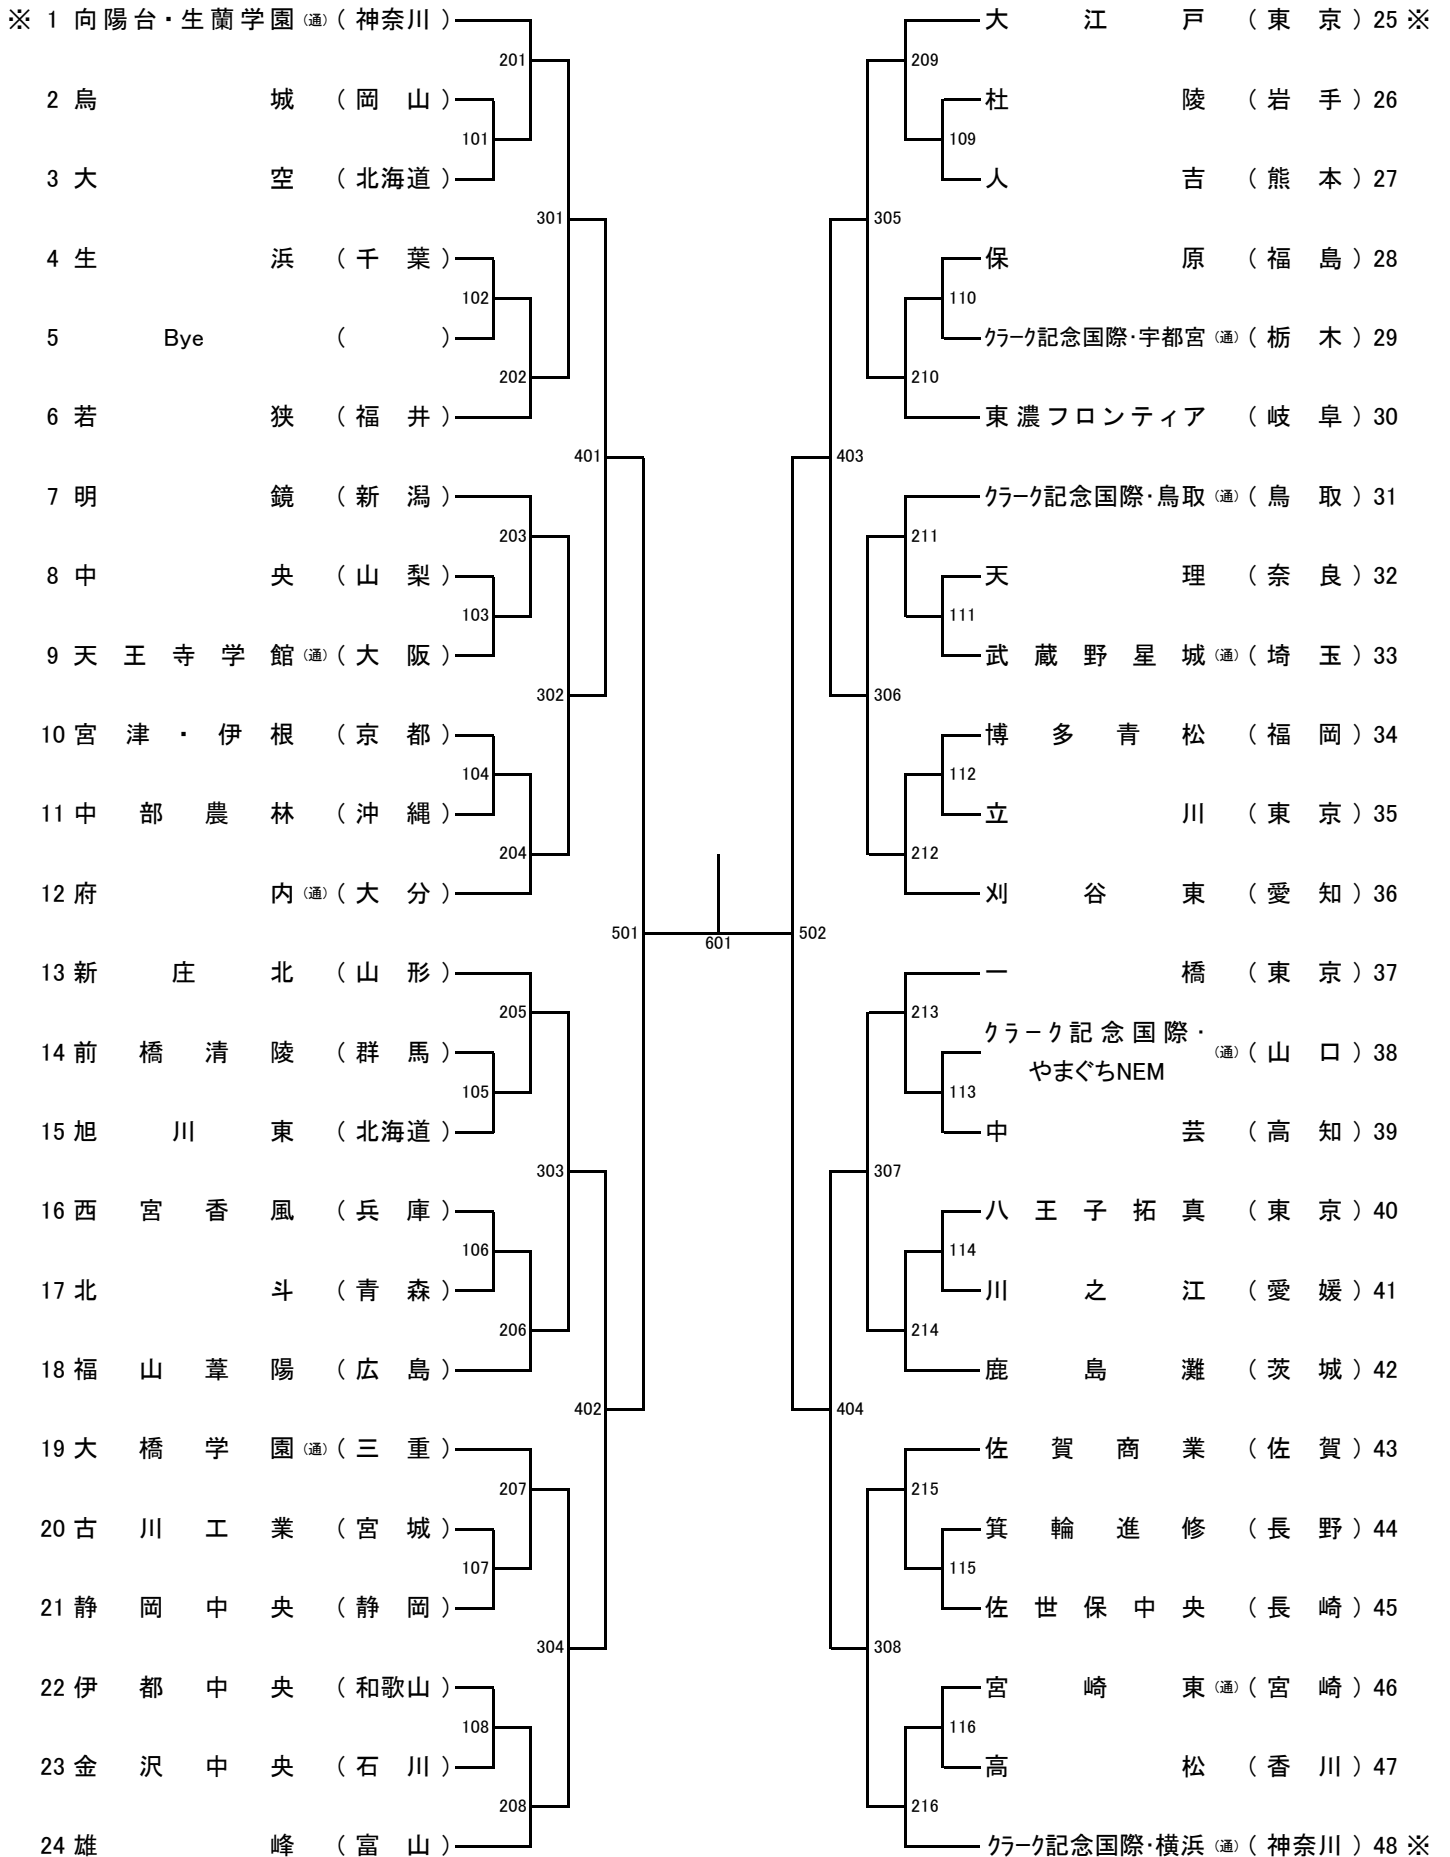 ※ 1 向陽台・生蘭学園 (通) ( 神奈川 )
201
2 烏城 ( 岡山 )
101
3 大空 ( 北海道 )
301
4 生浜 ( 千葉 )
102
5 Bye ( )
202
6 若狭 ( 福井 )
401
7 明鏡 ( 新潟 )
203
8 中央 ( 山梨 )
103
9 天王寺学館 (通) ( 大阪 )
302
10 宮津・伊根 ( 京都 )
104
11 中部農林 ( 沖縄 )
204
12 府内 (通) ( 大分 )
501
13 新庄北 ( 山形 )
205
14 前橋清陵 ( 群馬 )
105
15 旭川東 ( 北海道 )
303
16 西宮香風 ( 兵庫 )
106
17 北斗 ( 青森 )
206
18 福山葦陽 ( 広島 )
402
19 大橋学園 (通) ( 三重 )
207
20 古川工業 ( 宮城 )
107
21 静岡中央 ( 静岡 )
304
22 伊都中央 ( 和歌山 )
108
23 金沢中央 ( 石川 )
208
24 雄峰 ( 富山 )
601
大江戸 ( 東京 ) 25 ※
209
杜陵 ( 岩手 ) 26
109
人吉 ( 熊本 ) 27
305
保原 ( 福島 ) 28
110
クラーク記念国際・宇都宮 (通) ( 栃木 ) 29
210
東濃フロンティア ( 岐阜 ) 30
403
クラーク記念国際・鳥取 (通) ( 鳥取 ) 31
211
天理 ( 奈良 ) 32
111
武蔵野星城 (通) ( 埼玉 ) 33
306
博多青松 ( 福岡 ) 34
112
立川 ( 東京 ) 35
212
刈谷東 ( 愛知 ) 36
502
一橋 ( 東京 ) 37
213
クラーク記念国際・
やまぐちNEM (通) ( 山口 ) 38
113
中芸 ( 高知 ) 39
307
八王子拓真 ( 東京 ) 40
114
川之江 ( 愛媛 ) 41
214
鹿島灘 ( 茨城 ) 42
404
佐賀商業 ( 佐賀 ) 43
215
箕輪進修 ( 長野 ) 44
115
佐世保中央 ( 長崎 ) 45
308
宮崎東 (通) ( 宮崎 ) 46
116
高松 ( 香川 ) 47
216
クラーク記念国際・横浜 (通) ( 神奈川 ) 48 ※